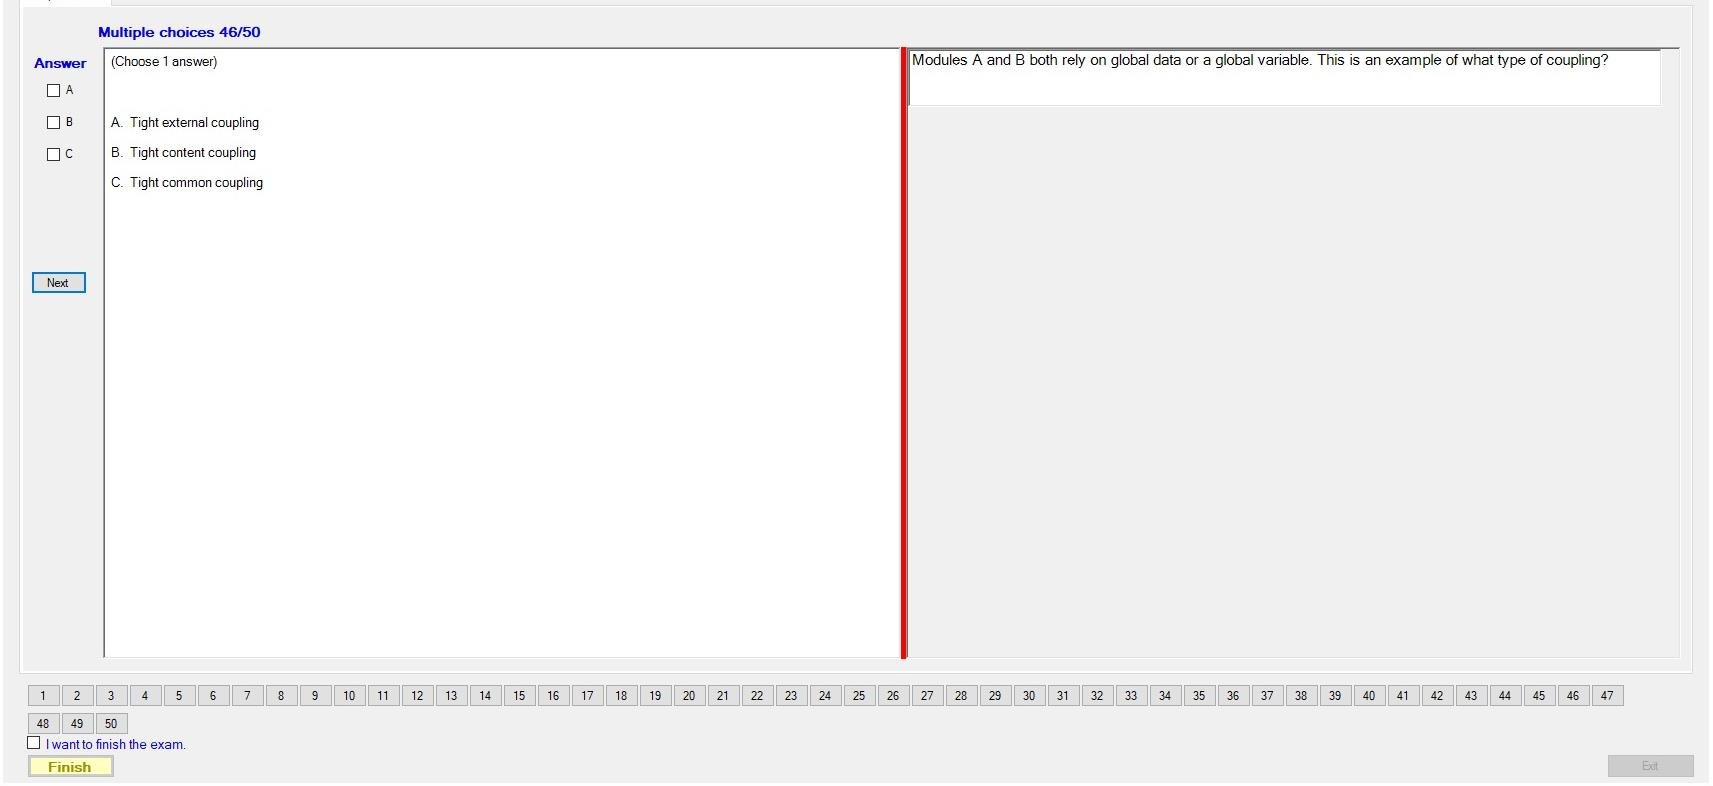 Multiple choices 46/50
Answer
(Choose 1 answer)
Modules A and B both rely on global data or a global variable. This is an example of what type of coupling?
A
B
C
A. Tight external coupling
B. Tight content coupling
C. Tight common coupling
Next
1 2 3 4 5 6 7 8 9 10 11 12 13 14 15 16 17 18 19 20 21 22 23 24 25 26 27 28 29 30 31 32 33 34 35 36 37 38 39 40 41 42 43 44 45 46 47
48 49 50
I want to finish the exam.
Finish
Exit